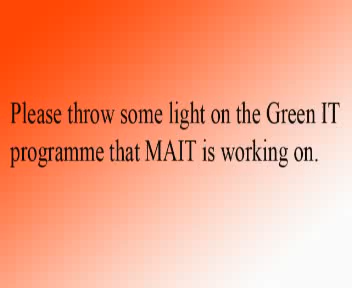 Please throw some light on the Green IT
programme that MAIT is working on.